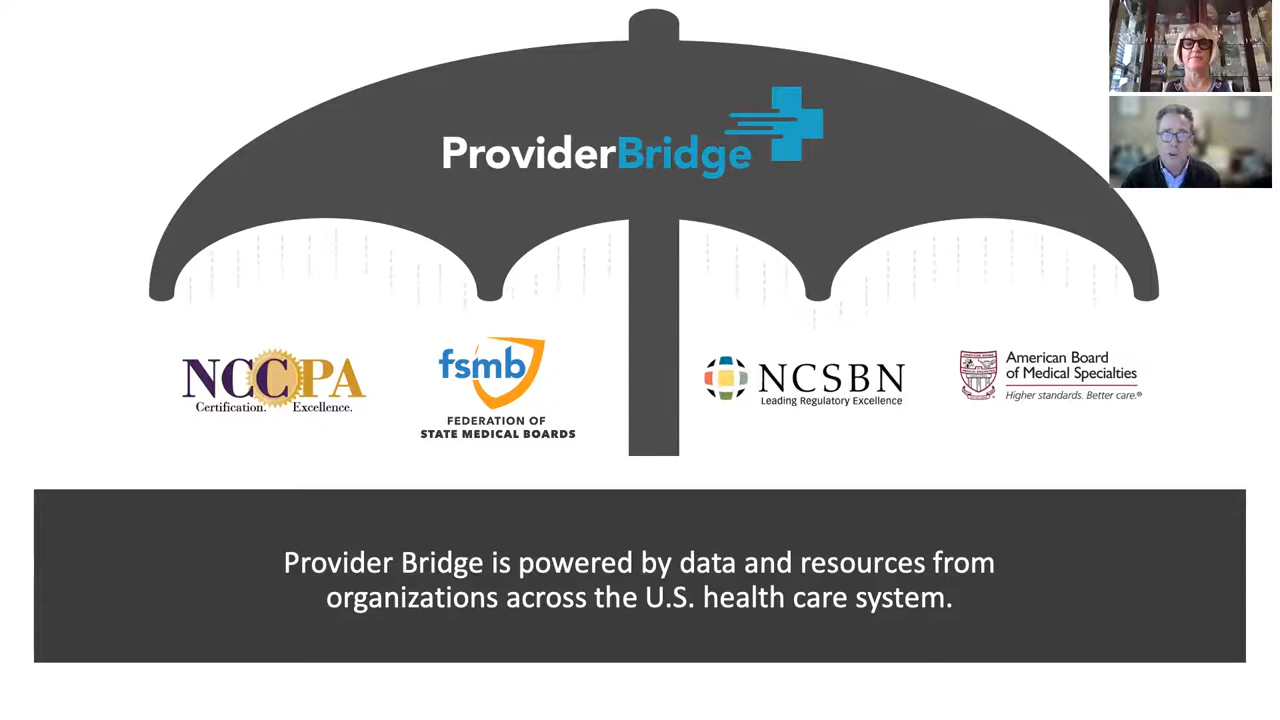 ProviderBridge
NCCPA
Certification. Excellence.
fsmb
FEDERATION OF
STATE MEDICAL BOARDS
NCSBN
Leading Regulatory Excellence
American Board
of Medical Specialties
Higher standards. Better care.®
Provider Bridge is powered by data and resources from
organizations across the U.S. health care system.